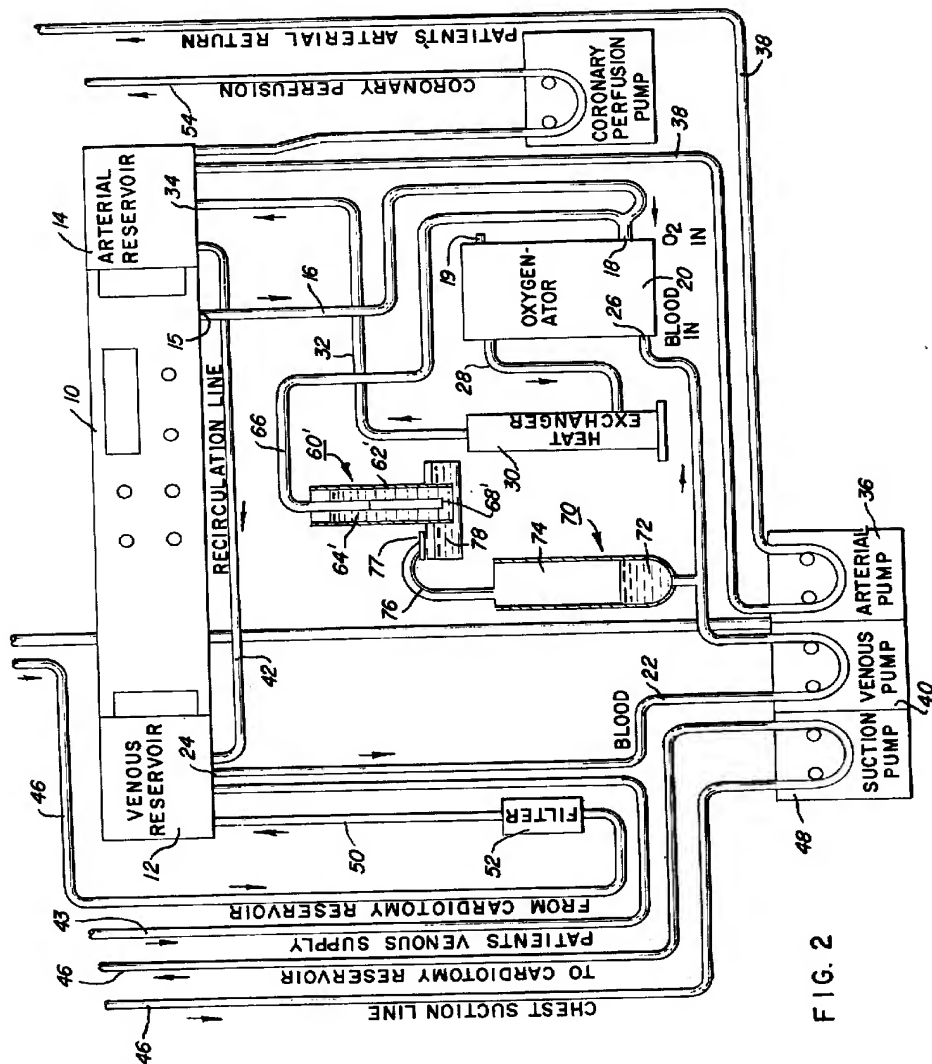 46
43
46
46
CHEST SUCTION LINE
TO CARDIOTOMY RESERVOIR
PATIENTS VENOUS SUPPLY
FROM CARDIOTOMY RESERVOIR
12
VENOUS
RESERVOIR
24
50
FILTER
52
10
RECIRCULATION LINE
42
BLOOD
22
14
ARTERIAL
RESERVOIR
34
15
16
32
66
60'
62'
64'
68'
77
78
76
74
70
72
HEAT
EXCHANGER
30
28
OXYGEN-
ATOR
19
18
O2
IN
20
26
BLOOD
IN
54
CORONARY PERFUSION
PATIENT'S ARTERIAL RETURN
CORONARY
PERFUSION
PUMP
38
38
SUCTION
PUMP
48
VENOUS
PUMP
40
ARTERIAL
PUMP
36
FIG. 2